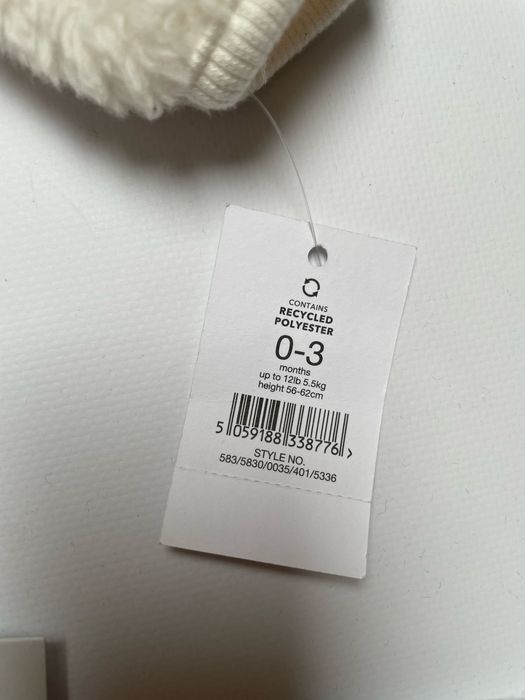 CONTAINS
RECYCLED
POLYESTER
0-3
months
up to 12lb 5.5kg
height 56-62cm
5 059188 338776 >
STYLE NO.
583/5830/0035/401/5336